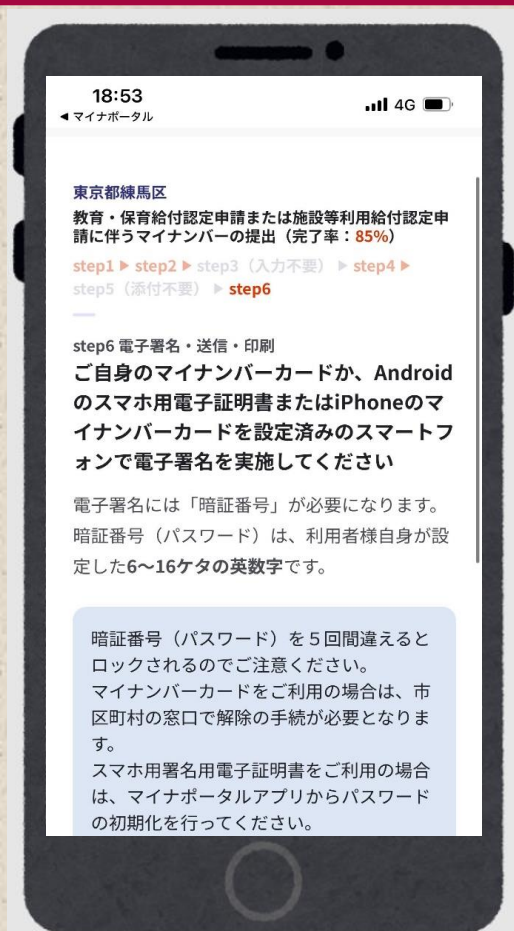 18:53
4G
◀ マイナポータル
東京都練馬区
教育・保育給付認定申請または施設等利用給付認定申
請に伴うマイナンバーの提出（完了率：85%）
step1 ▶ step2 ▶ step3（入力不要） ▶ step4 ▶
step5（添付不要） ▶ step6
step6 電子署名・送信・印刷
ご自身のマイナンバーカードか、Android
のスマホ用電子証明書またはiPhoneのマ
イナンバーカードを設定済みのスマートフ
ォンで電子署名を実施してください
電子署名には「暗証番号」が必要になります。
暗証番号（パスワード）は、利用者様自身が設
定した6〜16ケタの英数字です。
暗証番号（パスワード）を５回間違えると
ロックされるのでご注意ください。
マイナンバーカードをご利用の場合は、市
区町村の窓口で解除の手続が必要となりま
す。
スマホ用署名用電子証明書をご利用の場合
は、マイナポータルアプリからパスワード
の初期化を行ってください。